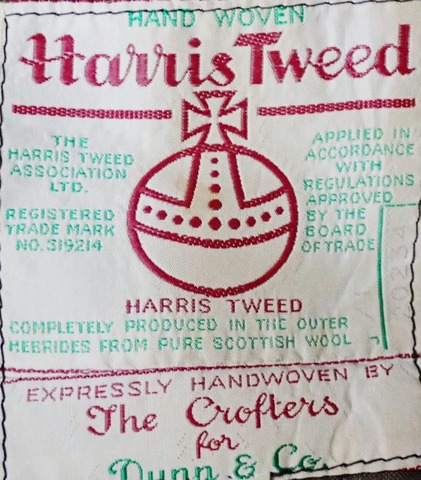 HAND WOVEN
Harris Tweed
THE
HARRIS TWEED
ASSOCIATION
LTD.
REGISTERED
TRADE MARK
NO. 319214
APPLIED IN
ACCORDANCE
WITH
REGULATIONS
APPROVED
BY THE
BOARD
OF TRADE
HARRIS TWEED
COMPLETELY PRODUCED IN THE OUTER
HEBRIDES FROM PURE SCOTTISH WOOL
EXPRESSLY HANDWOVEN BY
The Crofters
for
Dunn & Co.